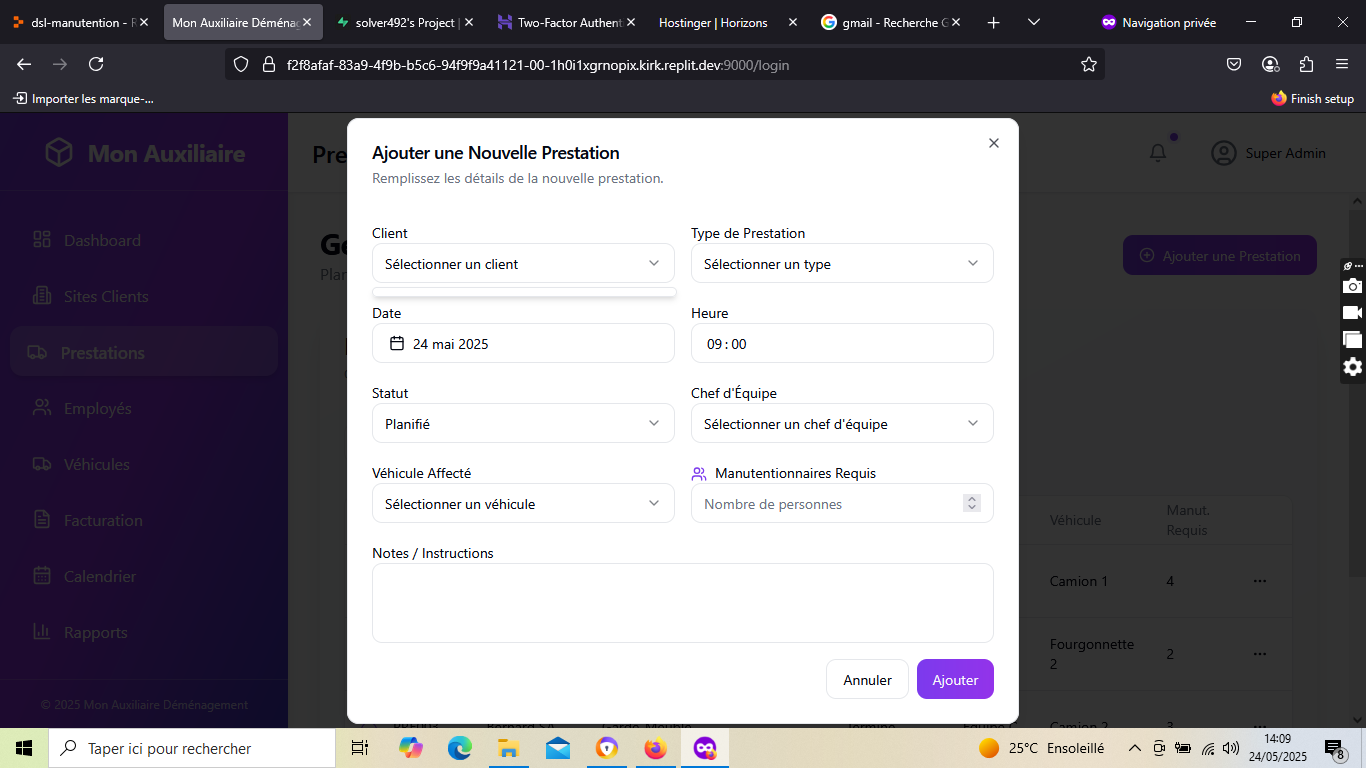 dsl-manutention - R
Mon Auxiliaire Déménag
solver492's Project |
Two-Factor Authent
Hostinger | Horizons
gmail - Recherche G
Navigation privée
f2f8afaf-83a9-4f9b-b5c6-94f9f9a41121-00-1h0i1xgrnopix.kirk.replit.dev:9000/login
Importer les marque-...
Finish setup
Mon Auxiliaire
Pre
Super Admin
Dashboard
Sites Clients
Prestations
Employés
Véhicules
Facturation
Calendrier
Rapports
© 2025 Mon Auxiliaire Déménagement
Plan
Ajouter une Prestation
Ajouter une Nouvelle Prestation
Remplissez les détails de la nouvelle prestation.
Client
Type de Prestation
Sélectionner un client
Sélectionner un type
Date
Heure
24 mai 2025
09 : 00
Statut
Chef d'Équipe
Planifié
Sélectionner un chef d'équipe
Véhicule Affecté
Manutentionnaires Requis
Sélectionner un véhicule
Nombre de personnes
Notes / Instructions
Annuler
Ajouter
Véhicule
Manut.
Requis
Camion 1
4
Fourgonnette
2
2
Bernard SA
Garde-Meuble
Terminé
Camion 2
3
Taper ici pour rechercher
25°C Ensoleillé
14:09
24/05/2025
8